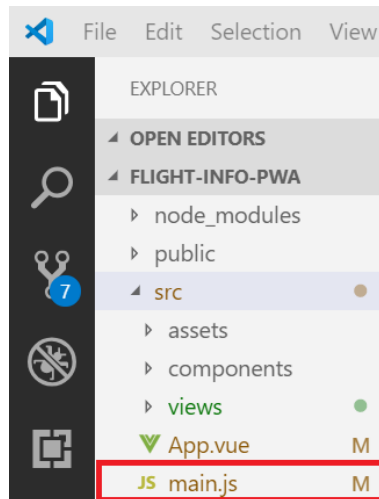 File Edit Selection View
EXPLORER
OPEN EDITORS
FLIGHT-INFO-PWA
node_modules
public
src
7
assets
components
views
App.vue M
JS main.js M